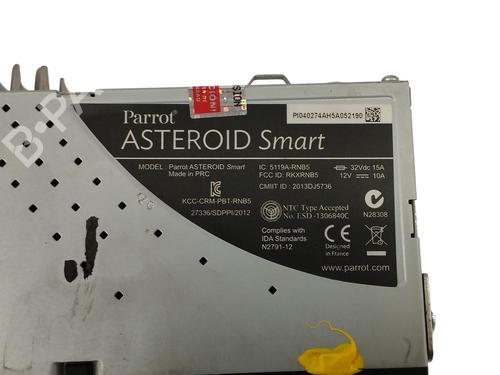 PI040274AH5A052190
Parrot
ASTEROID Smart
MODEL : Parrot ASTEROID Smart
Made in PRC
IC: 5119A-RNB5
FCC ID: RKXRNB5
CMIIT ID : 2013DJ5736
32Vdc 15A
12V 10A
KCC-CRM-PBT-RNB5
27336/SDPPI/2012
NTC Type Accepted
No. ESD -1306840C
N28308
Complies with
IDA Standards
N2791-12
CE
Designed in
France
www.parrot.com
B-P